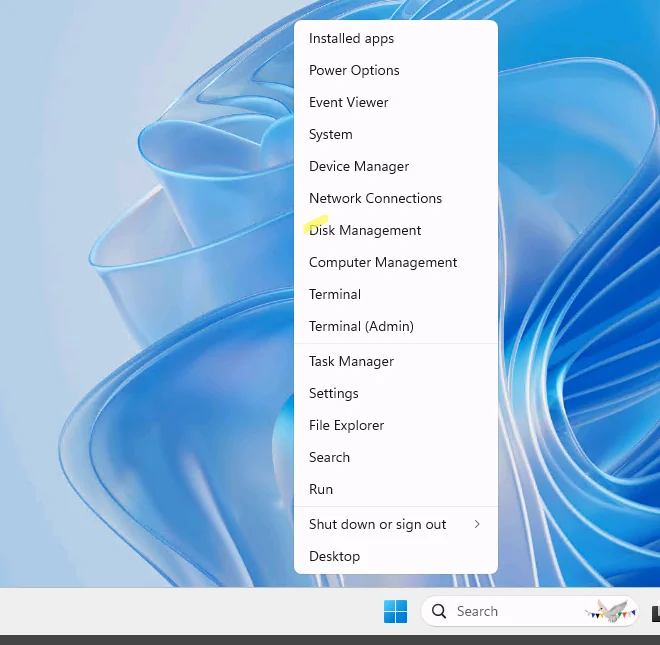 Installed apps
Power Options
Event Viewer
System
Device Manager
Network Connections
Disk Management
Computer Management
Terminal
Terminal (Admin)
Task Manager
Settings
File Explorer
Search
Run
Shut down or sign out
Desktop
Search